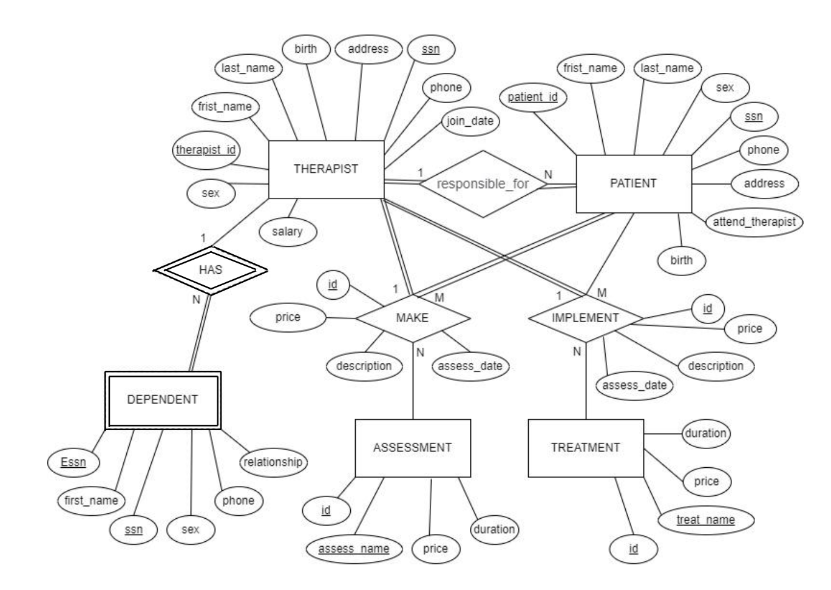 birth
address
ssn
last_name
frist_name
therapist_id
sex
phone
join_date
THERAPIST
salary
1
responsible_for
N
frist_name
last_name
patient_id
sex
ssn
phone
address
attend_therapist
birth
PATIENT
1
HAS
N
1
M
id
price
MAKE
description
assess_date
N
1
M
id
IMPLEMENT
price
description
assess_date
N
DEPENDENT
Essn
first_name
ssn
sex
phone
relationship
ASSESSMENT
id
assess_name
price
duration
TREATMENT
duration
price
treat_name
id